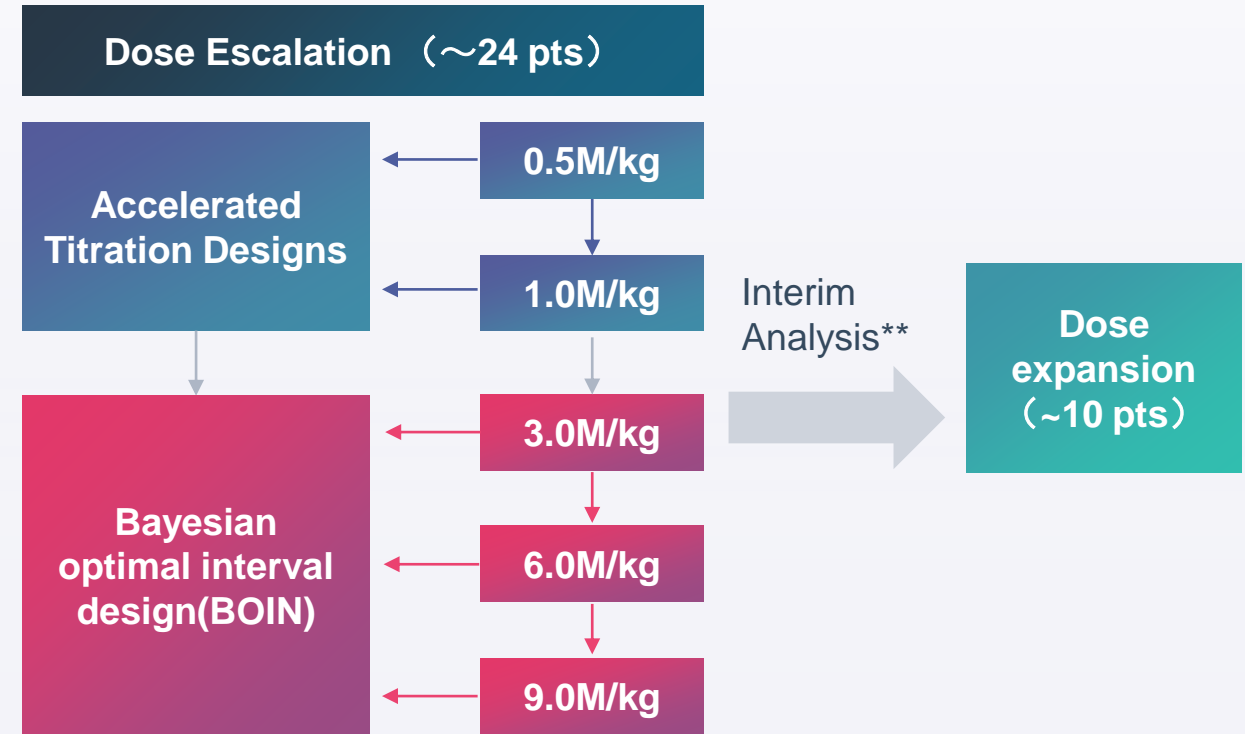 Dose Escalation （～24 pts）
Accelerated
Titration Designs
0.5M/kg
1.0M/kg
Interim
Analysis**
Dose
expansion
（~10 pts）
Bayesian
optimal interval
design(BOIN)
3.0M/kg
6.0M/kg
9.0M/kg